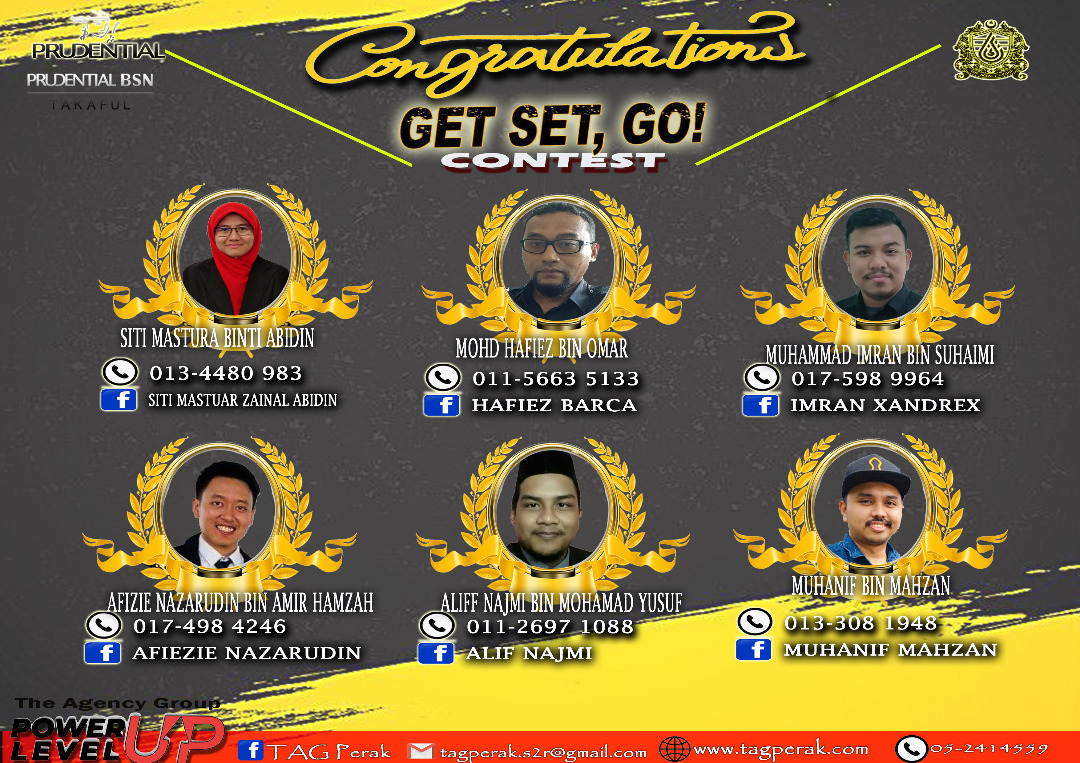 PRUDENTIAL
PRUDENTIAL BSN
TAKAFUL
Congratulations
GET SET, GO!
CONTEST
SITI MASTURA BINTI ABIDIN
013-4480 983
SITI MASTUAR ZAINAL ABIDIN
MOHD HAFIEZ BIN OMAR
011-5663 5133
HAFIEZ BARCA
MUHAMMAD IMRAN BIN SUHAIMI
017-598 9964
IMRAN XANDREX
AFIZIE NAZARUDIN BIN AMIR HAMZAH
017-498 4246
AFIEZIE NAZARUDIN
ALIFF NAJMI BIN MOHAMAD YUSUF
011-2697 1088
ALIF NAJMI
MUHANIF BIN MAHZAN
013-308 1948
MUHANIF MAHZAN
The Agency Group
POWER UP
LEVEL
TAG Perak
tagperak.s2r@gmail.com
www.tagperak.com
05-2414559